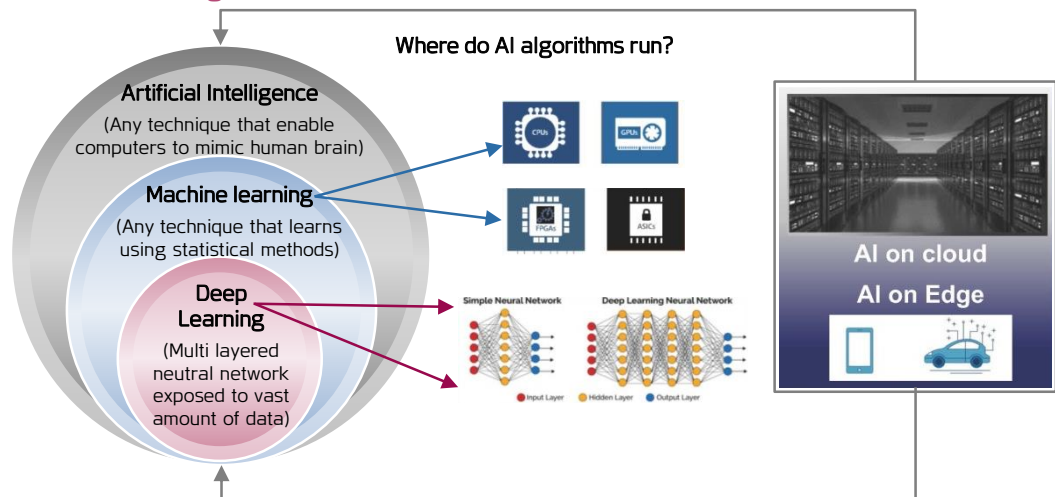 Where do AI algorithms run?
Artificial Intelligence
(Any technique that enable
computers to mimic human brain)
Machine learning
(Any technique that learns
using statistical methods)
Deep
Learning
(Multi layered
neutral network
exposed to vast
amount of data)
CPUs
GPUs
FPGAs
ASICs
Simple Neural Network
Deep Learning Neural Network
Input Layer
Hidden Layer
Output Layer
AI on cloud
AI on Edge